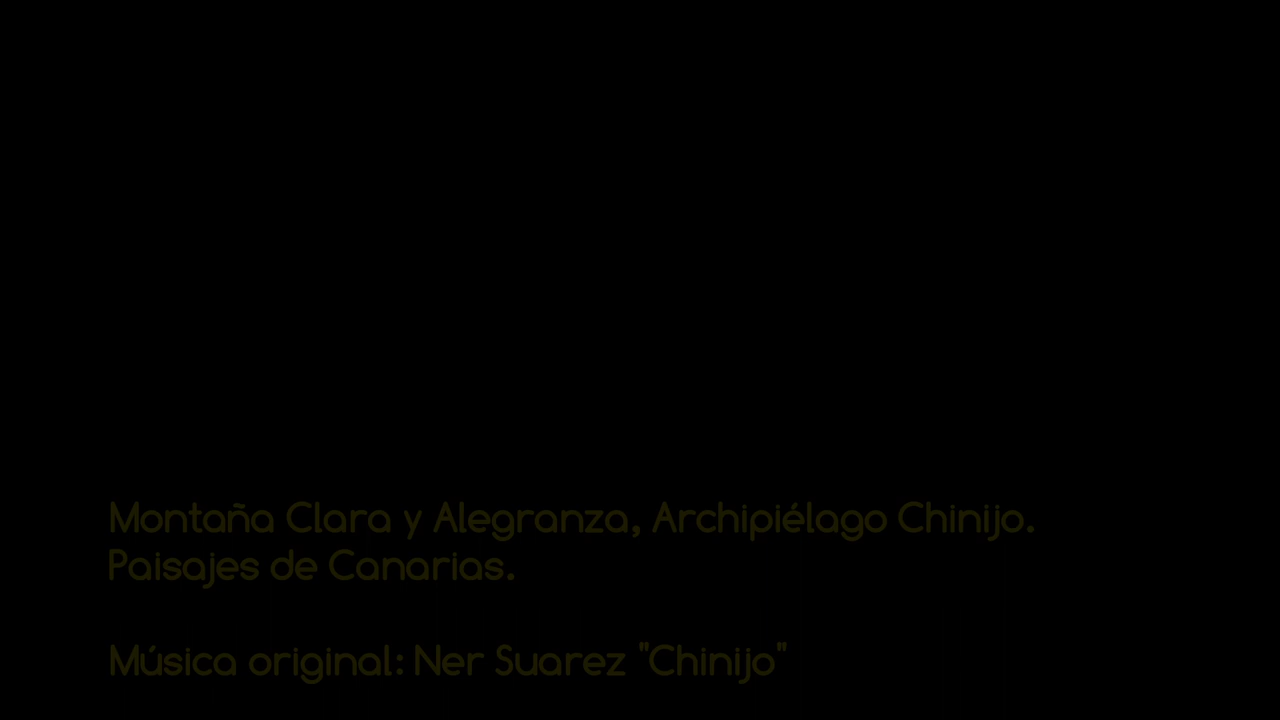 Montaña Clara y Alegranza, Archipiélago Chinijo.
Paisajes de Canarias.
Música original: Ner Suarez "Chinijo"